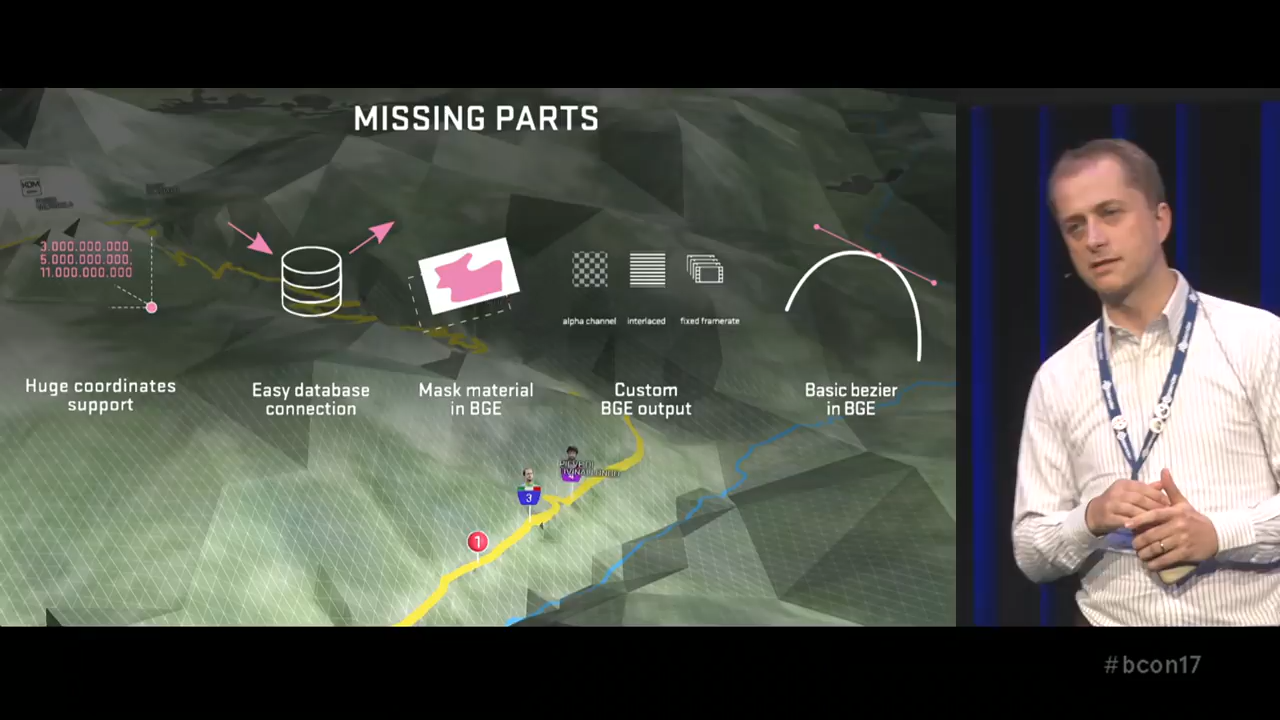 MISSING PARTS
3.000.000.000,
5.000.000.000,
11.000.000.000
Huge coordinates
support
Easy database
connection
Mask material
in BGE
alpha channel
interlaced
fixed framerate
Custom
BGE output
Basic bezier
in BGE
4
3
1
#bcon17